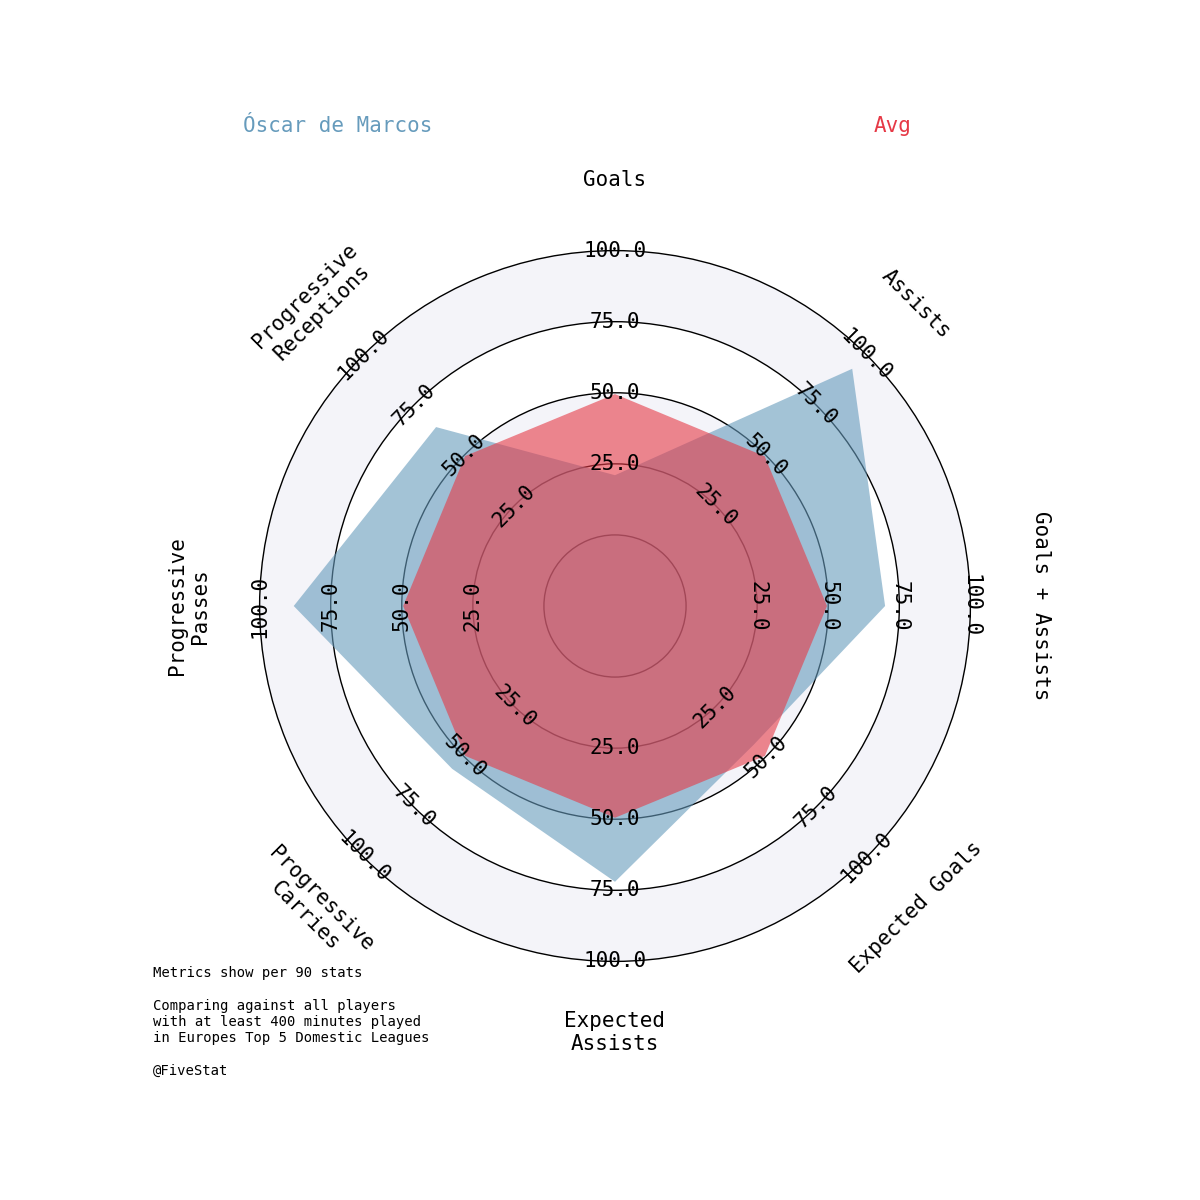 Óscar de Marcos
Avg
Goals
Assists
Goals + Assists
Expected Goals
Expected
Assists
Progressive
Carries
Progressive
Passes
Progressive
Receptions
25.0
50.0
75.0
100.0
25.0
50.0
75.0
100.0
25.0
50.0
75.0
100.0
25.0
50.0
75.0
100.0
25.0
50.0
75.0
100.0
25.0
50.0
75.0
100.0
25.0
50.0
75.0
100.0
25.0
50.0
75.0
100.0
Metrics show per 90 stats
Comparing against all players
with at least 400 minutes played
in Europes Top 5 Domestic Leagues
@FiveStat